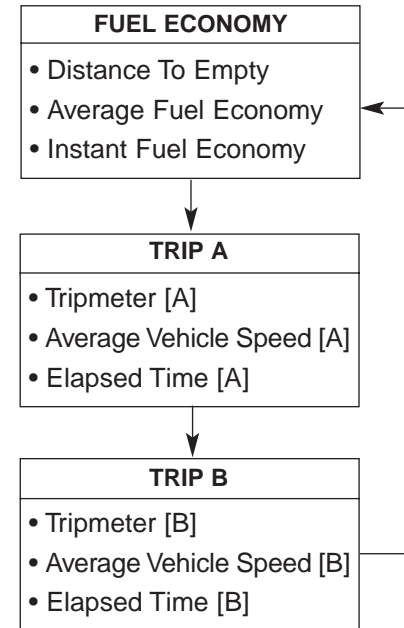 FUEL ECONOMY
• Distance To Empty
• Average Fuel Economy
• Instant Fuel Economy
TRIP A
• Tripmeter [A]
• Average Vehicle Speed [A]
• Elapsed Time [A]
TRIP B
• Tripmeter [B]
• Average Vehicle Speed [B]
• Elapsed Time [B]